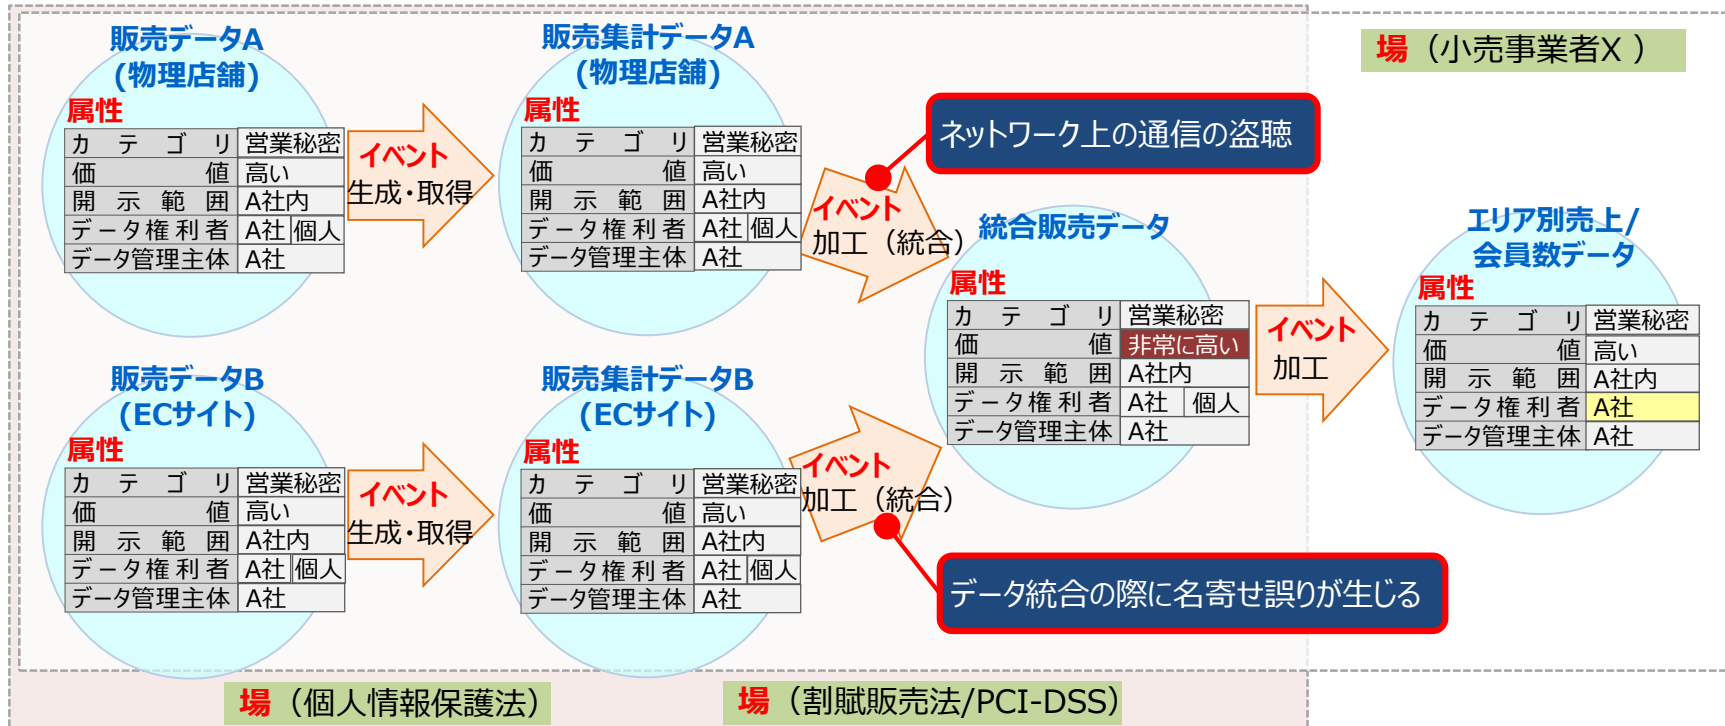 場（小売事業者X ）
販売データA
(物理店舗)
属性
カテゴリ 営業秘密
価値 高い
開示範囲 A社内
データ権利者 A社 個人
データ管理主体 A社
イベント
生成・取得
販売集計データA
(物理店舗)
属性
カテゴリ 営業秘密
価値 高い
開示範囲 A社内
データ権利者 A社 個人
データ管理主体 A社
イベント
加工（統合）
ネットワーク上の通信の盗聴
販売データB
(ECサイト)
属性
カテゴリ 営業秘密
価値 高い
開示範囲 A社内
データ権利者 A社 個人
データ管理主体 A社
イベント
生成・取得
販売集計データB
(ECサイト)
属性
カテゴリ 営業秘密
価値 高い
開示範囲 A社内
データ権利者 A社 個人
データ管理主体 A社
イベント
加工（統合）
データ統合の際に名寄せ誤りが生じる
統合販売データ
属性
カテゴリ 営業秘密
価値 非常に高い
開示範囲 A社内
データ権利者 A社 個人
データ管理主体 A社
イベント
加工
エリア別売上/
会員数データ
属性
カテゴリ 営業秘密
価値 高い
開示範囲 A社内
データ権利者 A社
データ管理主体 A社
場（個人情報保護法）
場（割賦販売法/PCI-DSS）